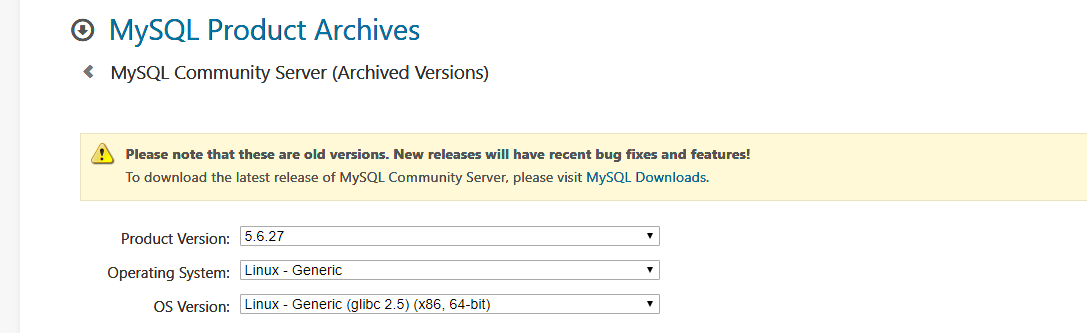 MySQL Product Archives
MySQL Community Server (Archived Versions)
Please note that these are old versions. New releases will have recent bug fixes and features!
To download the latest release of MySQL Community Server, please visit MySQL Downloads.
Product Version: 5.6.27
Operating System: Linux - Generic
OS Version: Linux - Generic (glibc 2.5) (x86, 64-bit)